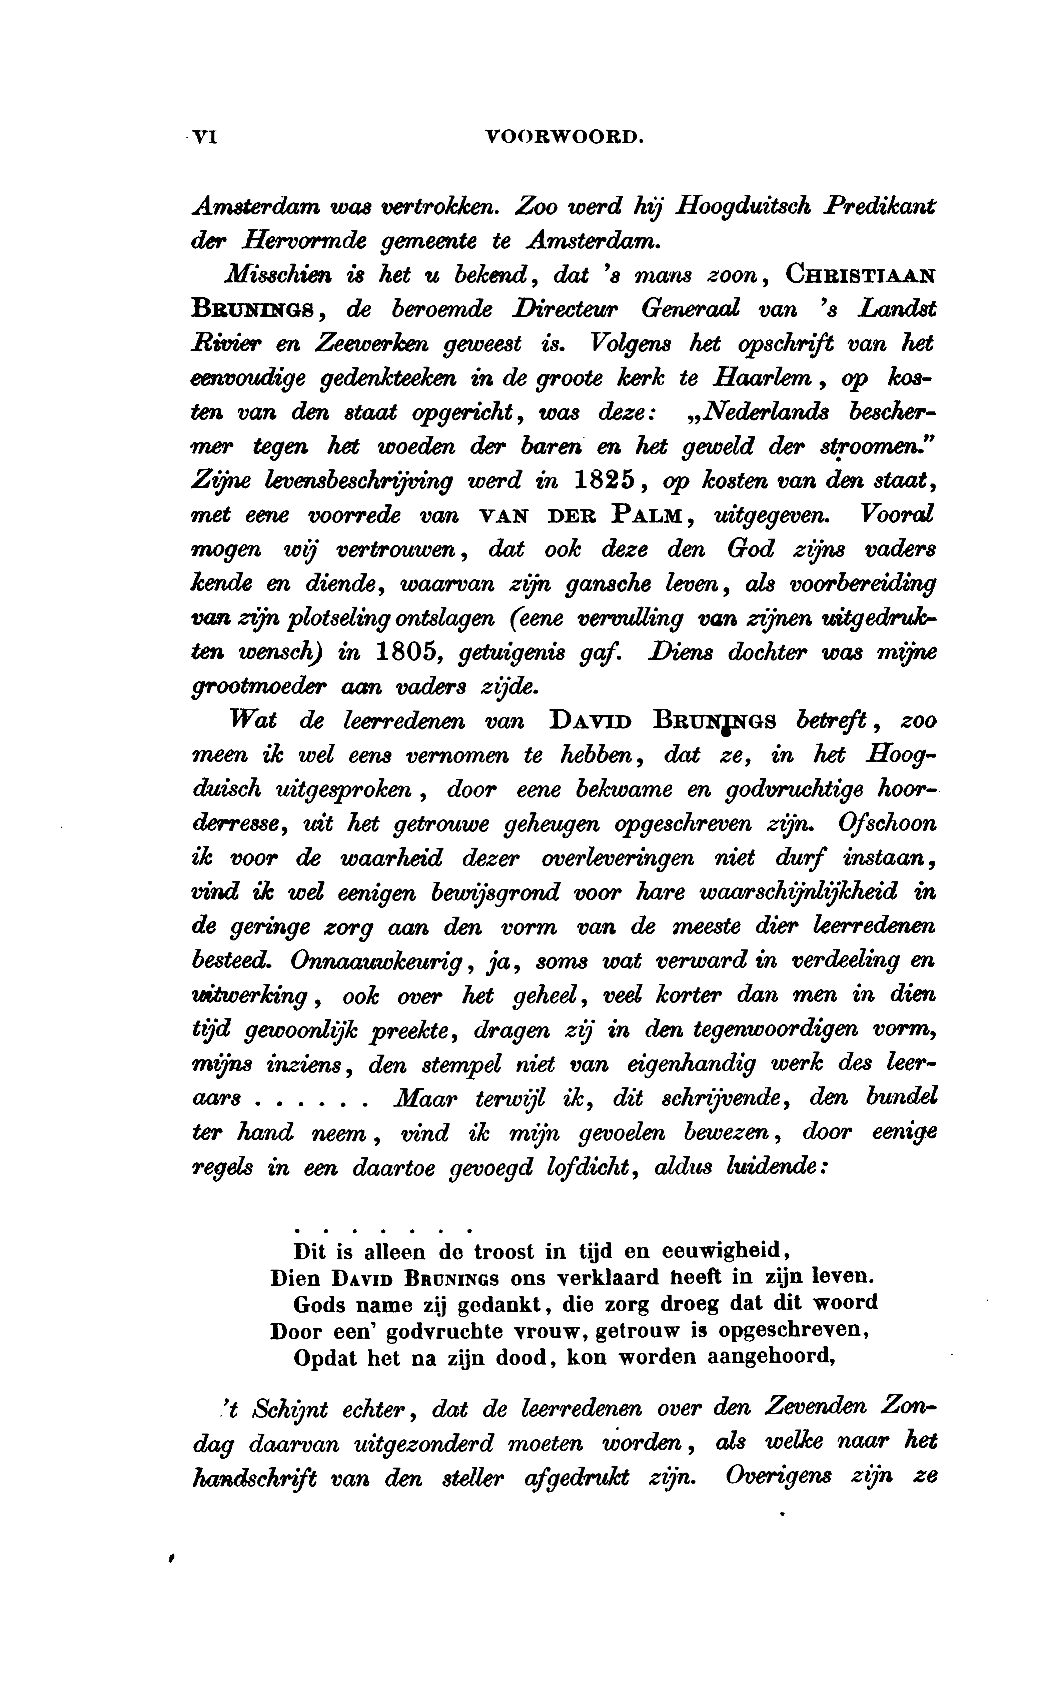 VI VOORWOORD.
Amsterdam was vertrokken. Zoo werd hij Hoogduitsch Predikant
der Hervormde gemeente te Amsterdam.
Misschien is het u bekend, dat 's mans zoon, CHRISTIAAN
BRUNINGS, de beroemde Directeur Generaal van 's Landst
Rivier en Zeewerken geweest is. Volgens het opschrift van het
eenvoudige gedenkteeken in de groote kerk te Haarlem, op kos-
ten van den staat opgericht, was deze: „Nederlands bescher-
mer tegen het woeden der baren en het geweld der stroomen."
Zijne levensbeschrijving werd in 1825, op kosten van den staat,
met eene voorrede van VAN DER PALM, uitgegeven. Vooral
mogen wij vertrouwen, dat ook deze den God zijns vaders
kende en diende, waarvan zijn gansche leven, als voorbereiding
van zijn plotseling ontslagen (eene vervulling van zijnen uitgedruk-
ten wensch) in 1805, getuigenis gaf. Diens dochter was mijne
grootmoeder aan vaders zijde.
Wat de leerredenen van DAVID BRUNINGS betreft, zoo
meen ik wel eens vernomen te hebben, dat ze, in het Hoog-
duisch uitgesproken, door eene bekwame en godvruchtige hoor-
derresse, uit het getrouwe geheugen opgeschreven zijn. Ofschoon
ik voor de waarheid dezer overleveringen niet durf instaan,
vind ik wel eenigen bewijsgrond voor hare waarschijnlijkheid in
de geringe zorg aan den vorm van de meeste dier leerredenen
besteed. Onnaauwkeurig, ja, soms wat verward in verdeeling en
uitwerking, ook over het geheel, veel korter dan men in dien
tijd gewoonlijk preekte, dragen zij in den tegenwoordigen vorm,
mijns inziens, den stempel niet van eigenhandig werk des leer-
aars . . . . . . Maar terwijl ik, dit schrijvende, den bundel
ter hand neem, vind ik mijn gevoelen bewezen, door eenige
regels in een daartoe gevoegd lofdicht, aldus luidende:
. . . . . . .
Dit is alleen de troost in tijd en eeuwigheid,
Dien DAVID BRUNINGS ons verklaard heeft in zijn leven.
Gods name zij gedankt, die zorg droeg dat dit woord
Door een' godvruchte vrouw, getrouw is opgeschreven,
Opdat het na zijn dood, kon worden aangehoord,
't Schijnt echter, dat de leerredenen over den Zevenden Zon-
dag daarvan uitgezonderd moeten worden, als welke naar het
handschrift van den steller afgedrukt zijn. Overigens zijn ze